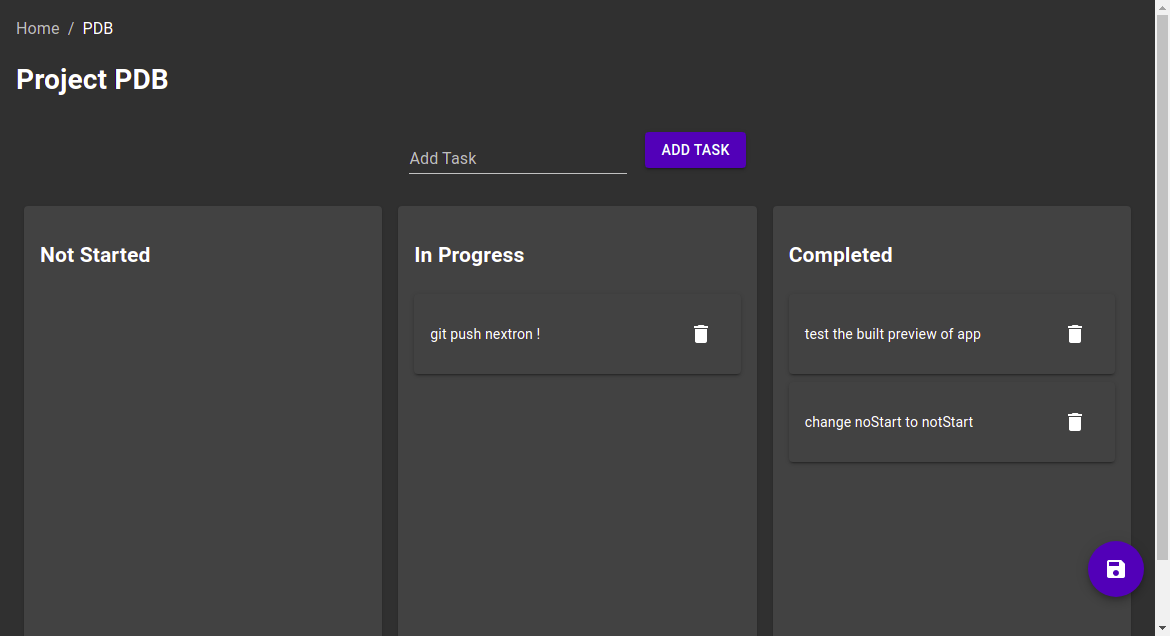 Home / PDB
Project PDB
Add Task
ADD TASK
Not Started
In Progress
Completed
git push nextron !
test the built preview of app
change noStart to notStart